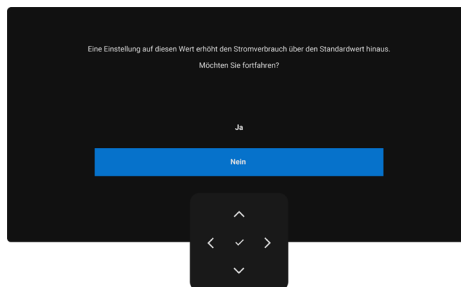 Eine Einstellung auf diesen Wert erhöht den Stromverbrauch über den Standardwert hinaus.
Möchten Sie fortfahren?
Ja
Nein